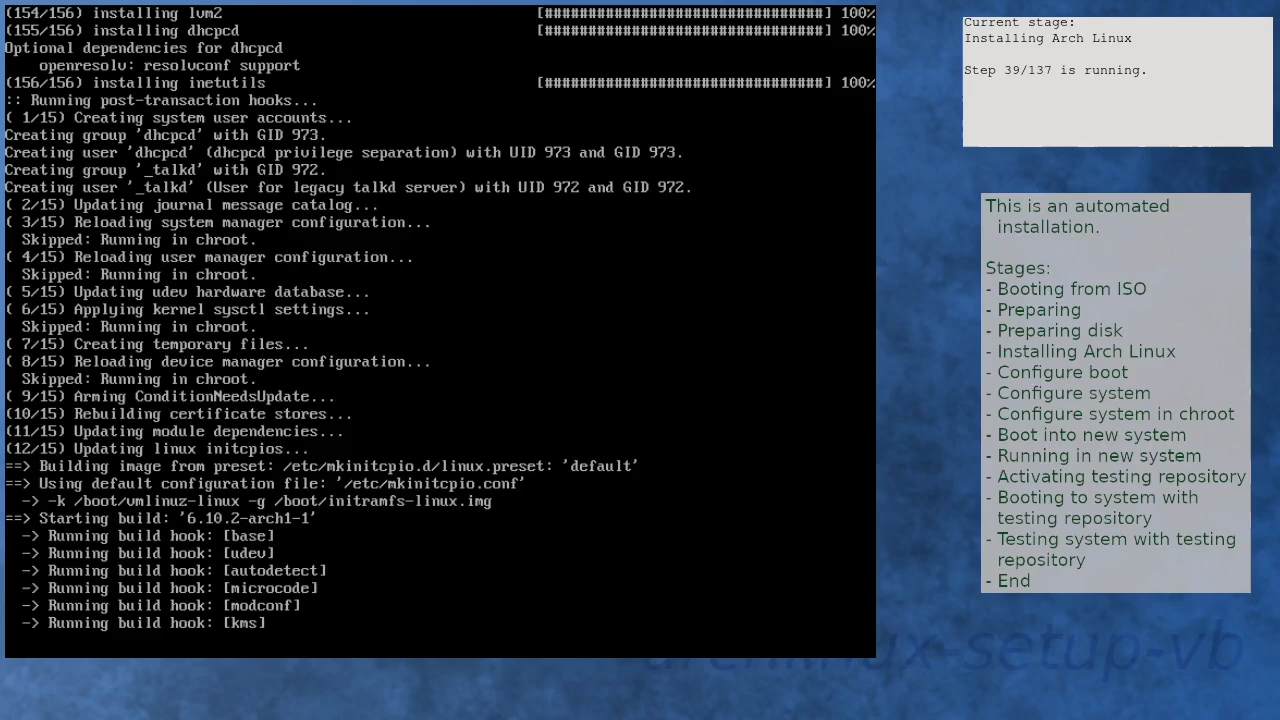 (154/156) installing lvm2 [################################] 100%
(155/156) installing dhcpcd [################################] 100%
Optional dependencies for dhcpcd
openresolv: resolvconf support
(156/156) installing inetutils [################################] 100%
:: Running post-transaction hooks...
( 1/15) Creating system user accounts...
Creating group 'dhcpcd' with GID 973.
Creating user 'dhcpcd' (dhcpcd privilege separation) with UID 973 and GID 973.
Creating group '_talkd' with GID 972.
Creating user '_talkd' (User for legacy talkd server) with UID 972 and GID 972.
( 2/15) Updating journal message catalog...
( 3/15) Reloading system manager configuration...
Skipped: Running in chroot.
( 4/15) Reloading user manager configuration...
Skipped: Running in chroot.
( 5/15) Updating udev hardware database...
( 6/15) Applying kernel sysctl settings...
Skipped: Running in chroot.
( 7/15) Creating temporary files...
( 8/15) Reloading device manager configuration...
Skipped: Running in chroot.
( 9/15) Arming ConditionNeedsUpdate...
(10/15) Rebuilding certificate stores...
(11/15) Updating module dependencies...
(12/15) Updating linux initcpios...
==> Building image from preset: /etc/mkinitcpio.d/linux.preset: 'default'
==> Using default configuration file: '/etc/mkinitcpio.conf'
-> -k /boot/vmlinuz-linux -g /boot/initramfs-linux.img
==> Starting build: '6.10.2-arch1-1'
-> Running build hook: [base]
-> Running build hook: [udev]
-> Running build hook: [autodetect]
-> Running build hook: [microcode]
-> Running build hook: [modconf]
-> Running build hook: [kms]
Current stage:
Installing Arch Linux
Step 39/137 is running.
This is an automated
installation.
Stages:
- Booting from ISO
- Preparing
- Preparing disk
- Installing Arch Linux
- Configure boot
- Configure system
- Configure system in chroot
- Boot into new system
- Running in new system
- Activating testing repository
- Booting to system with
testing repository
- Testing system with testing
repository
- End
archlinux-setup-vb